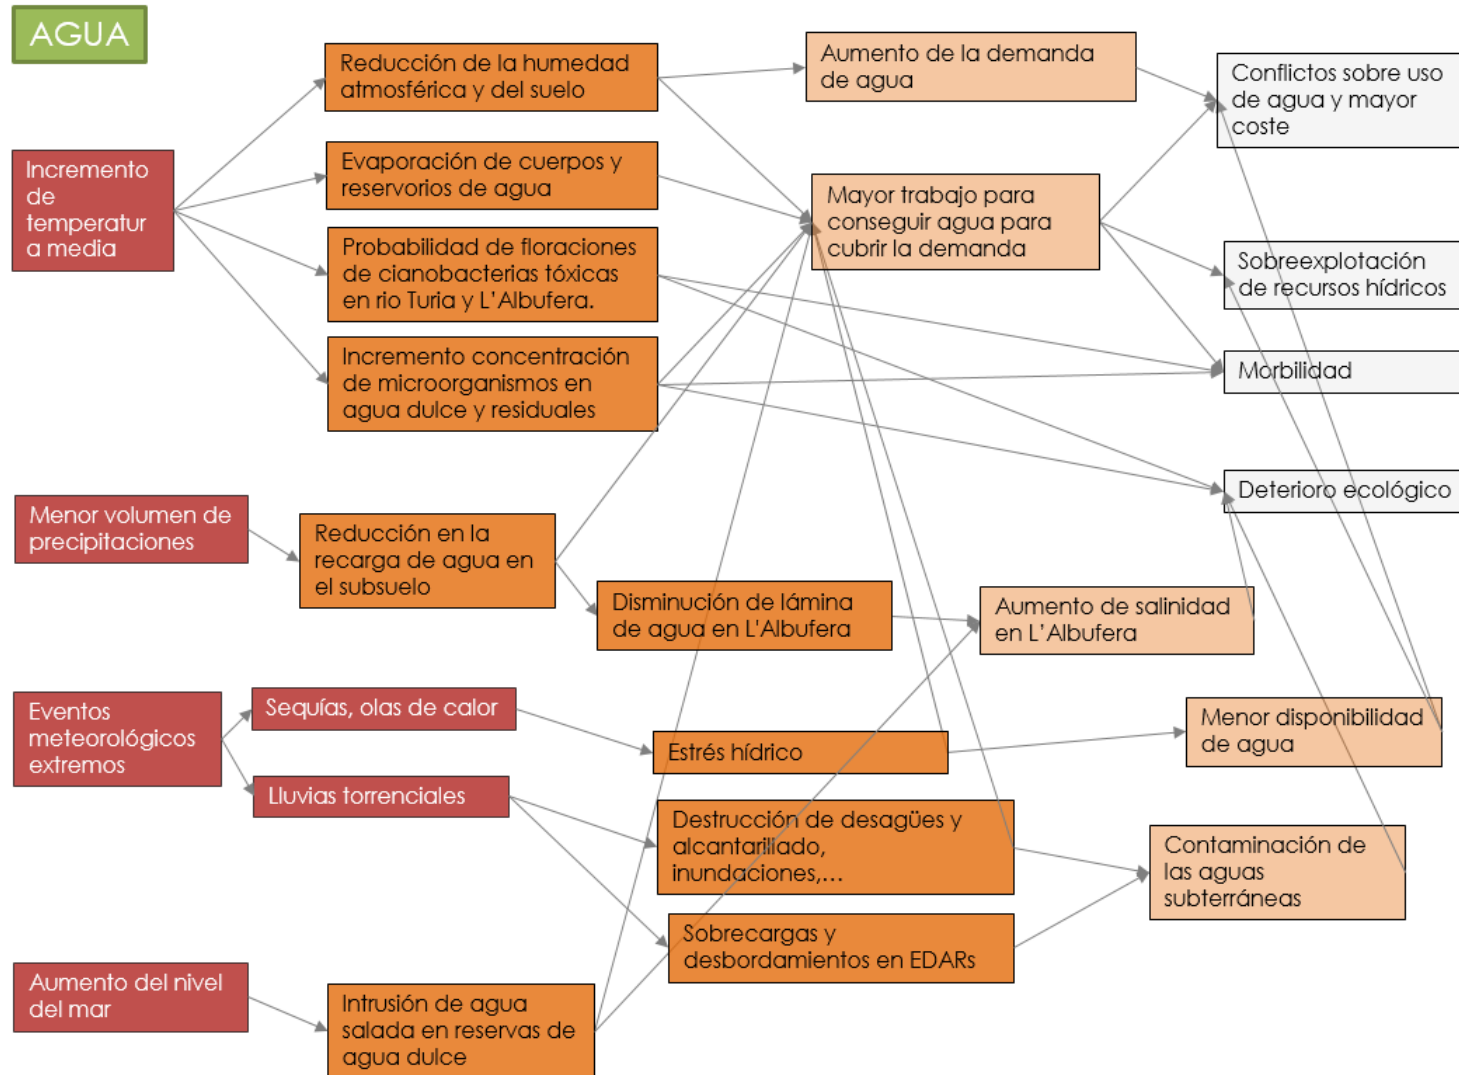 AGUA
Reducción de la humedad
atmosférica y del suelo
Aumento de la demanda
de agua
Conflictos sobre uso
de agua y mayor
coste
Incremento
de
temperatur
a media
Evaporación de cuerpos y
reservorios de agua
Mayor trabajo para
conseguir agua para
cubrir la demanda
Probabilidad de floraciones
de cianobacterias tóxicas
en rio Turia y L’Albufera.
Sobreexplotación
de recursos hídricos
Incremento concentración
de microorganismos en
agua dulce y residuales
Morbilidad
Deterioro ecológico
Menor volumen de
precipitaciones
Reducción en la
recarga de agua en
el subsuelo
Disminución de lámina
de agua en L'Albufera
Aumento de salinidad
en L’Albufera
Eventos
meteorológicos
extremos
Sequías, olas de calor
Estrés hídrico
Menor disponibilidad
de agua
Lluvias torrenciales
Destrucción de desagües y
alcantarillado,
inundaciones,...
Contaminación de
las aguas
subterráneas
Sobrecargas y
desbordamientos en EDARs
Aumento del nivel
del mar
Intrusión de agua
salada en reservas de
agua dulce